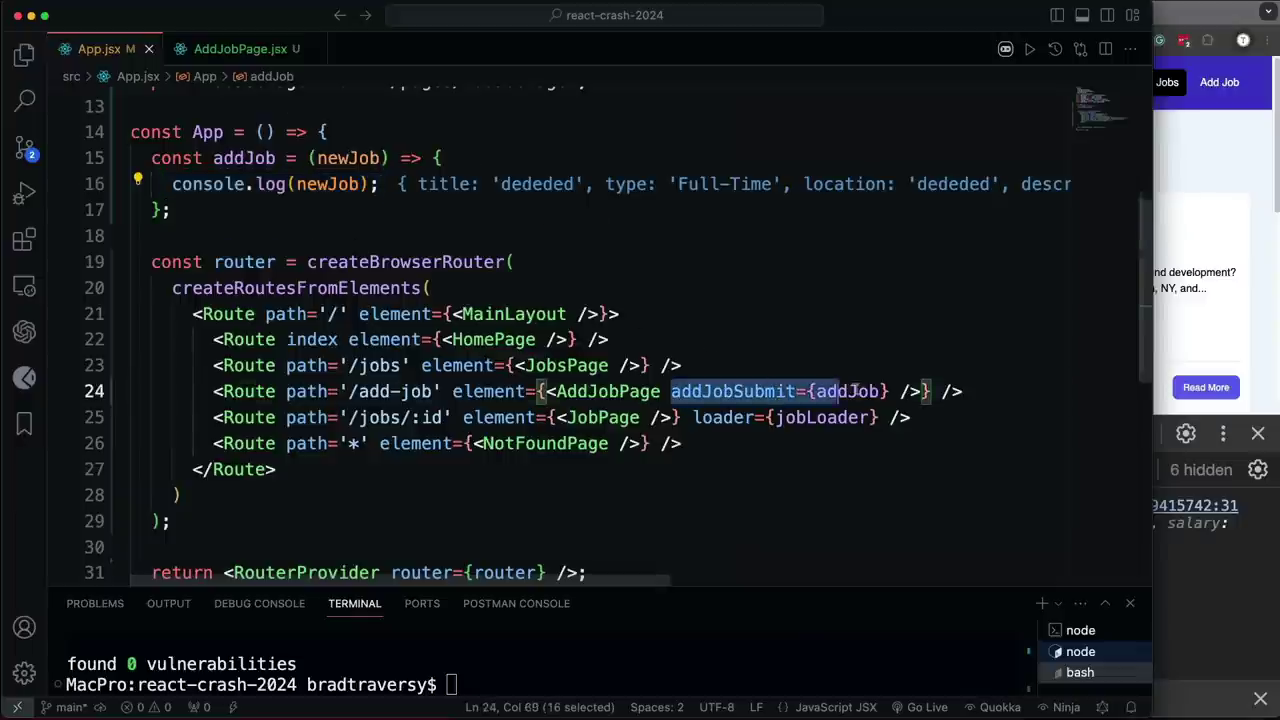 react-crash-2024
App.jsx M
AddJobPage.jsx U
Jobs
Add Job
src > App.jsx > App > addJob
13
14 const App = () => {
15 const addJob = (newJob) => {
16 console.log(newJob); { title: 'dededed', type: 'Full-Time', location: 'dededed', descr
17 };
18
19 const router = createBrowserRouter(
20 createRoutesFromElements(
21 <Route path='/' element={<MainLayout />}>
22 <Route index element={<HomePage />} />
23 <Route path='/jobs' element={<JobsPage />} />
24 <Route path='/add-job' element={<AddJobPage addJobSubmit={addJob} />} />
25 <Route path='/jobs/:id' element={<JobPage />} loader={jobLoader} />
26 <Route path='*' element={<NotFoundPage />} />
27 </Route>
28 )
29 );
30
31 return <RouterProvider router={router} />;
2
T
nd development?
, NY, and...
Read More
6 hidden
9415742:31
, salary:
PROBLEMS OUTPUT DEBUG CONSOLE TERMINAL PORTS POSTMAN CONSOLE
node
node
bash
found 0 vulnerabilities
MacPro:react-crash-2024 bradtraversy$
main* 0 0 0 Ln 24, Col 69 (16 selected) Spaces: 2 UTF-8 LF {} JavaScript JSX Go Live Quokka Ninja